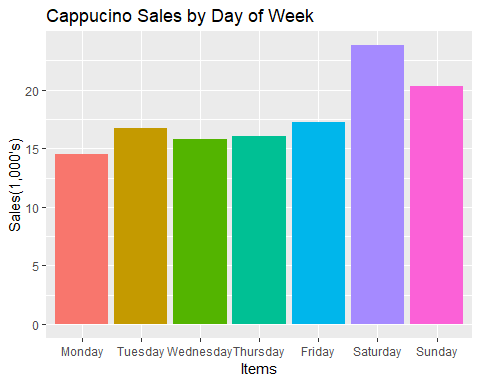 Cappucino Sales by Day of Week
Sales(1,000's)
20
15
10
5
0
Monday Tuesday Wednesday Thursday Friday Saturday Sunday
Items